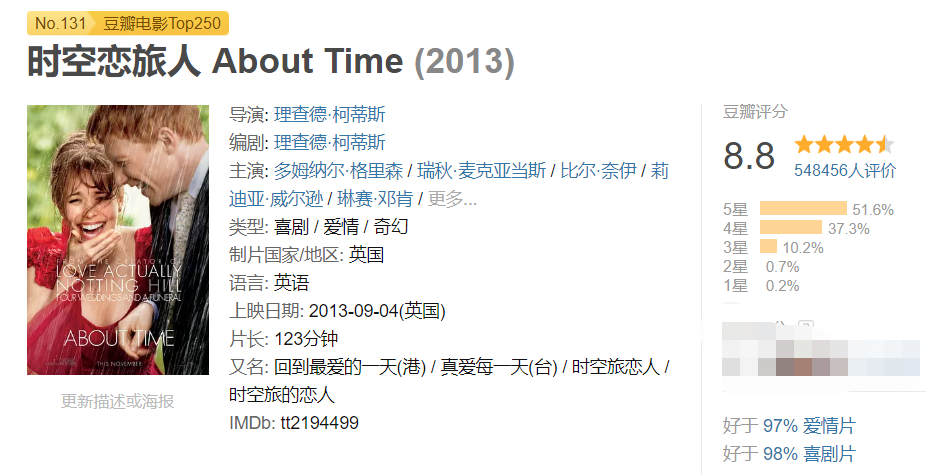 No.131 豆瓣电影Top250
时空恋旅人 About Time (2013)
FROM THE CREATOR OF
LOVE ACTUALLY
NOTTING HILL
FOUR WEDDINGS AND A FUNERAL
ABOUT TIME
THIS NOVEMBER
更新描述或海报
导演: 理查德·柯蒂斯
编剧: 理查德·柯蒂斯
主演: 多姆纳尔·格里森 / 瑞秋·麦克亚当斯 / 比尔·奈伊 / 莉
迪亚·威尔逊 / 琳赛·邓肯 / 更多...
类型: 喜剧 / 爱情 / 奇幻
制片国家/地区: 英国
语言: 英语
上映日期: 2013-09-04(英国)
片长: 123分钟
又名: 回到最爱的一天(港) / 真爱每一天(台) / 时空旅恋人 /
时空旅的恋人
IMDb: tt2194499
豆瓣评分
8.8
548456人评价
5星 51.6%
4星 37.3%
3星 10.2%
2星 0.7%
1星 0.2%
好于 97% 爱情片
好于 98% 喜剧片